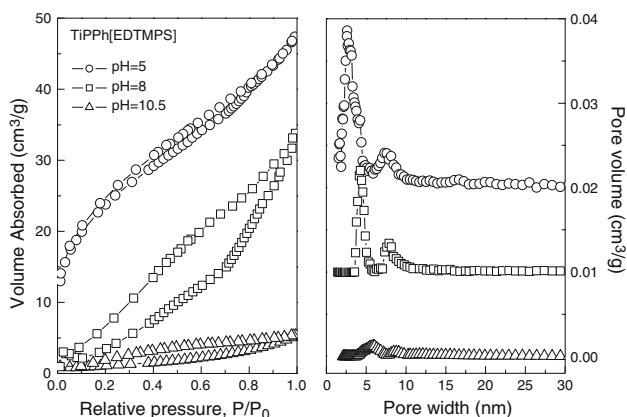 TiPPh[EDTMPS]
pH=5
pH=8
pH=10.5
Volume Absorbed (cm³/g)
50
40
30
20
10
0
0.0 0.2 0.4 0.6 0.8 1.0
Relative pressure, P/P₀
Pore volume (cm³/g)
0.04
0.03
0.02
0.01
0.00
0 5 10 15 20 25 30
Pore width (nm)